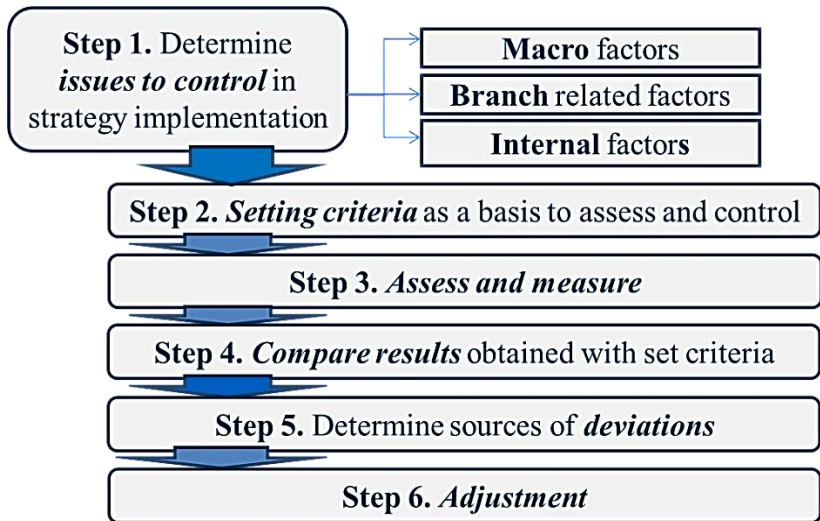 Step 1. Determine
issues to control in
strategy implementation
Macro factors
Branch related factors
Internal factors
Step 2. Setting criteria as a basis to assess and control
Step 3. Assess and measure
Step 4. Compare results obtained with set criteria
Step 5. Determine sources of deviations
Step 6. Adjustment